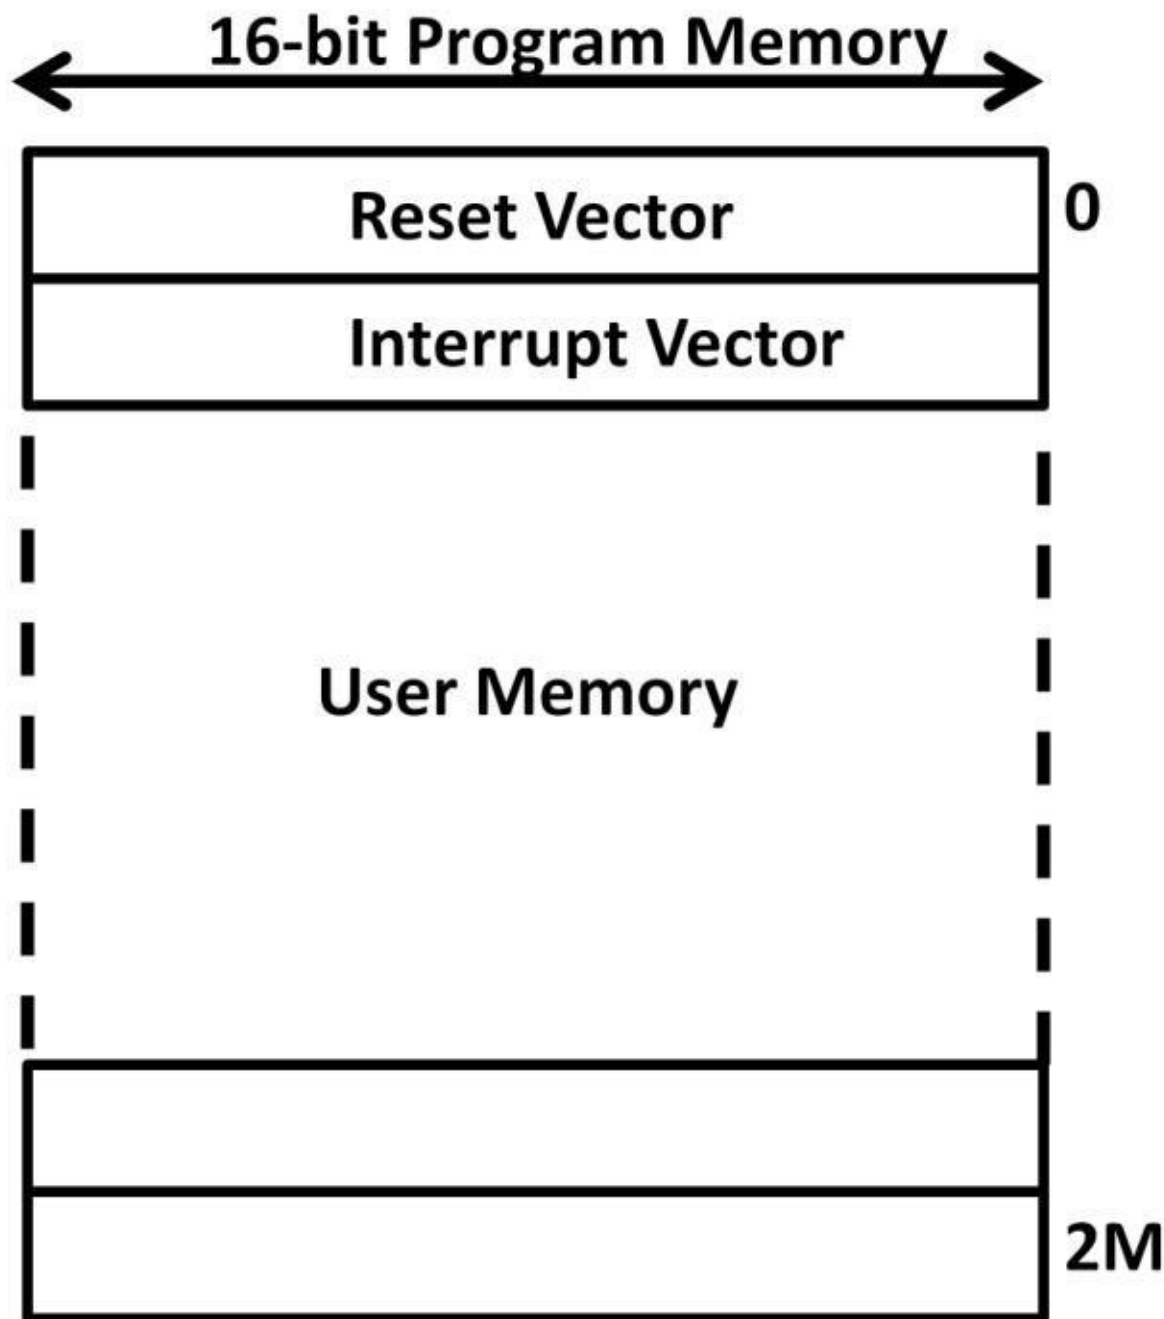 16-bit Program Memory
Reset Vector
0
Interrupt Vector
User Memory
2M